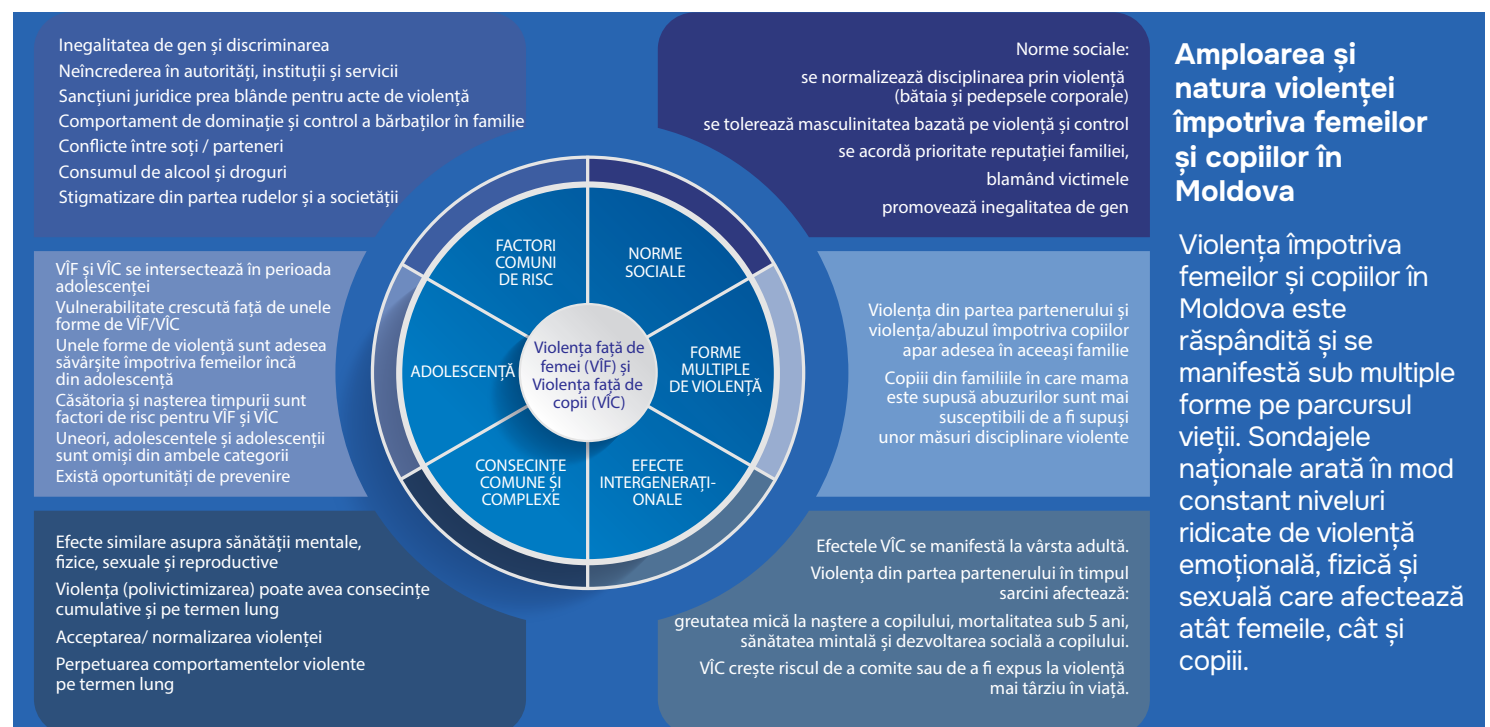 Inegalitatea de gen și discriminarea
Neîncrederea în autorități, instituții și servicii
Sancțiuni juridice prea blânde pentru acte de violență
Comportament de dominație și control a bărbaților în familie
Conflicte între soți / parteneri
Consumul de alcool și droguri
Stigmatizare din partea rudelor și a societății
Norme sociale:
se normalizează disciplinarea prin violență
(bătaia și pedepsele corporale)
se tolerează masculinitatea bazată pe violență și control
se acordă prioritate reputației familiei,
blamând victimele
promovează inegalitatea de gen
VÎF și VÎC se intersectează în perioada
adolescenței
Vulnerabilitate crescută față de unele
forme de VÎF/VÎC
Unele forme de violență sunt adesea
săvârșite împotriva femeilor încă
din adolescență
Căsătoria și nașterea timpurii sunt
factori de risc pentru VÎF și VÎC
Uneori, adolescentele și adolescenții
sunt omiși din ambele categorii
Există oportunități de prevenire
FACTORI
COMUNI
DE RISC
NORME
SOCIALE
ADOLESCENȚĂ
Violența față de
femei (VÎF) și
Violența față de
copii (VÎC)
FORME
MULTIPLE
DE VIOLENȚĂ
CONSECINȚE
COMUNE ȘI
COMPLEXE
EFECTE
INTERGENERAȚI-
ONALE
Violența din partea partenerului și
violența/abuzul împotriva copiilor
apar adesea în aceeași familie
Copiii din familiile în care mama
este supusă abuzurilor sunt mai
susceptibili de a fi supuși
unor măsuri disciplinare violente
Efecte similare asupra sănătății mentale,
fizice, sexuale și reproductive
Violența (polivictimizarea) poate avea consecințe
cumulative și pe termen lung
Acceptarea/ normalizarea violenței
Perpetuarea comportamentelor violente
pe termen lung
Efectele VÎC se manifestă la vârsta adultă.
Violența din partea partenerului în timpul
sarcini afectează:
greutatea mică la naștere a copilului, mortalitatea sub 5 ani,
sănătatea mintală și dezvoltarea socială a copilului.
VÎC crește riscul de a comite sau de a fi expus la violență
mai târziu în viață.
Amploarea și
natura violenței
împotriva femeilor
și copiilor în
Moldova
Violența împotriva
femeilor și copiilor în
Moldova este
răspândită și se
manifestă sub multiple
forme pe parcursul
vieții. Sondajele
naționale arată în mod
constant niveluri
ridicate de violență
emoțională, fizică și
sexuală care afectează
atât femeile, cât și
copiii.